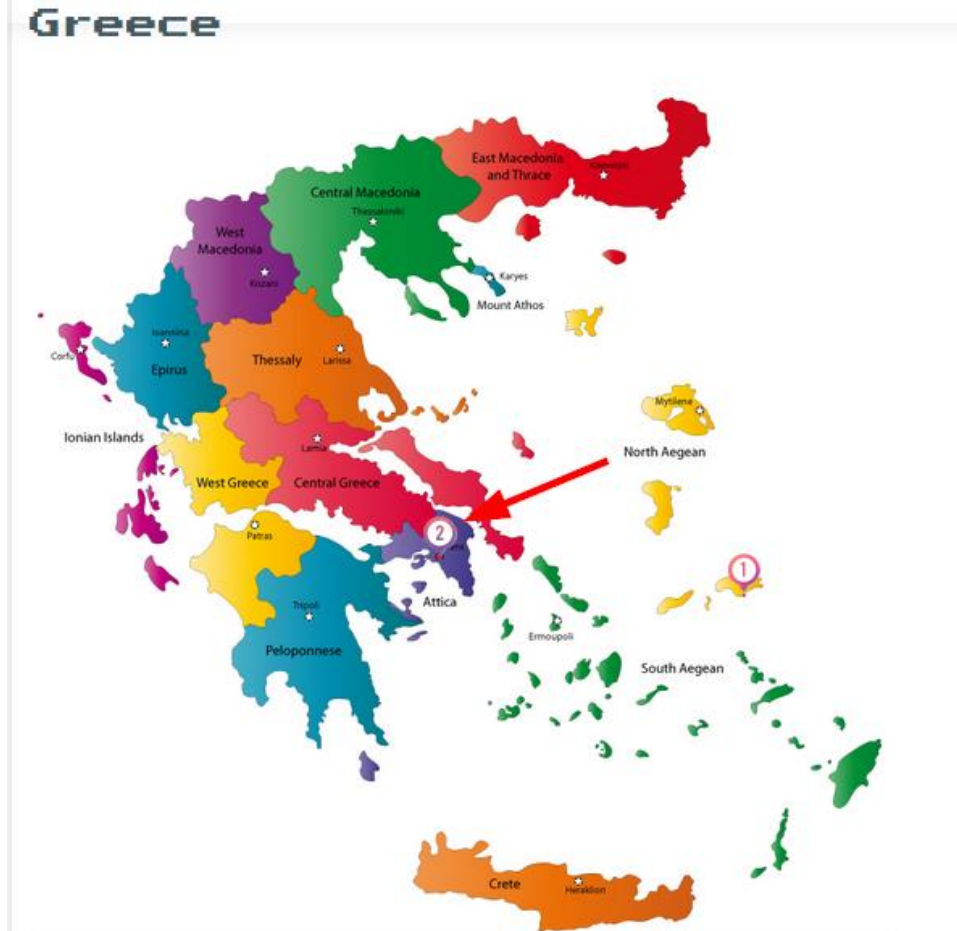 Greece
East Macedonia
and Thrace
Central Macedonia
Thessaloniki
West
Macedonia
Kozani
Karyes
Mount Athos
Ioannina
Epirus
Corfu
Thessaly
Larissa
Mytilene
Ionian Islands
Lamia
North Aegean
West Greece
Central Greece
Patras
2
1
Attica
Tripoli
Ermoupoli
Peloponnese
South Aegean
Crete
Heraklion